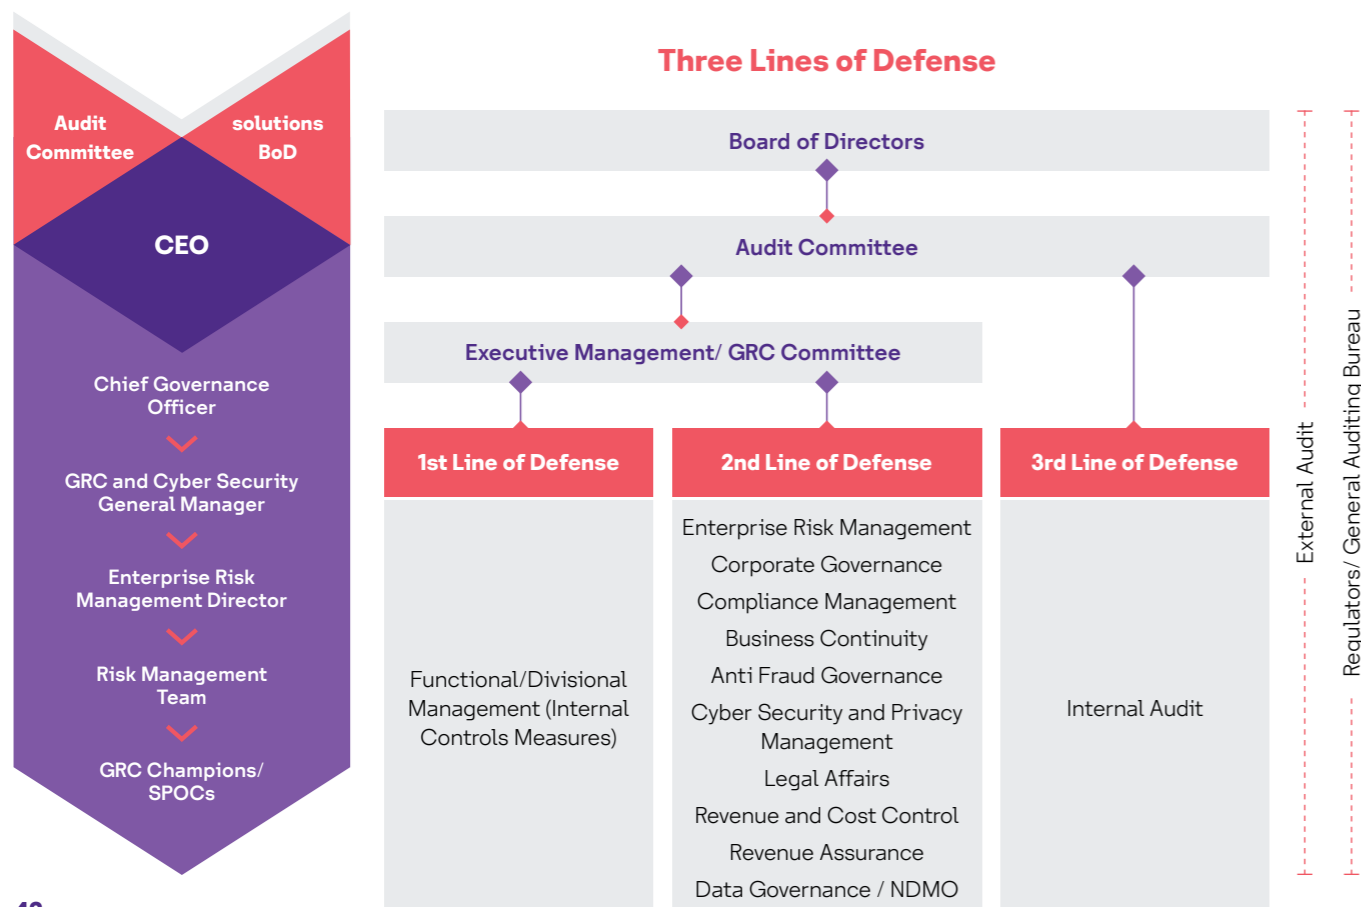 Audit
Committee
solutions
BoD
CEO
Chief Governance
Officer
GRC and Cyber Security
General Manager
Enterprise Risk
Management Director
Risk Management
Team
GRC Champions/
SPOCs
Three Lines of Defense
Board of Directors
Audit Committee
Executive Management/ GRC Committee
1st Line of Defense
Functional/Divisional
Management (Internal
Controls Measures)
2nd Line of Defense
Enterprise Risk Management
Corporate Governance
Compliance Management
Business Continuity
Anti Fraud Governance
Cyber Security and Privacy
Management
Legal Affairs
Revenue and Cost Control
Revenue Assurance
Data Governance / NDMO
3rd Line of Defense
Internal Audit
External Audit
Regulators/ General Auditing Bureau